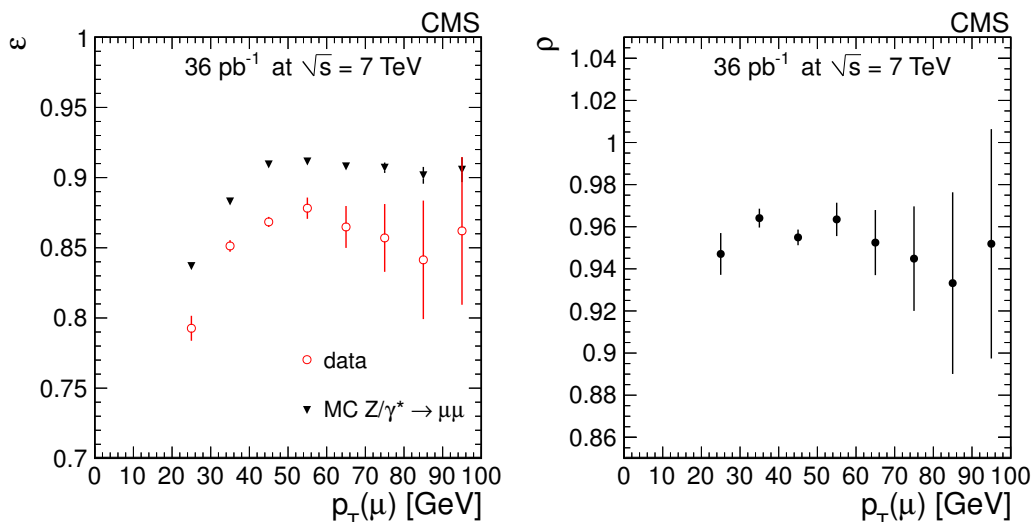 CMS
ε
36 pb⁻¹ at √s = 7 TeV
1
0.95
0.9
0.85
0.8
0.75
0.7
data
MC Z/γ* → μμ
0 10 20 30 40 50 60 70 80 90 100
p_T(μ) [GeV]
CMS
ρ
36 pb⁻¹ at √s = 7 TeV
1.04
1.02
1
0.98
0.96
0.94
0.92
0.9
0.88
0.86
0 10 20 30 40 50 60 70 80 90 100
p_T(μ) [GeV]